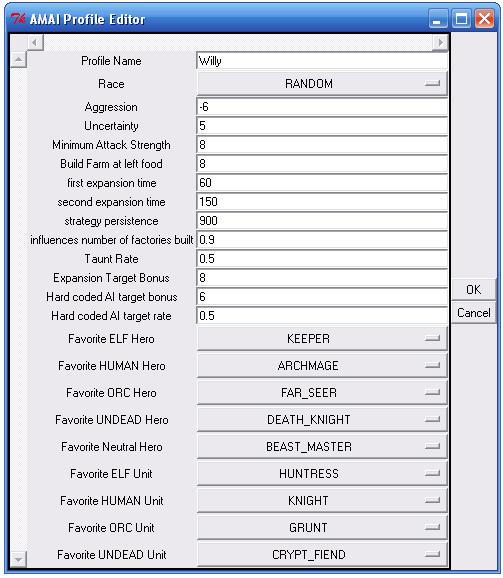 AMAI Profile Editor
Profile Name Willy
Race RANDOM
Aggression -6
Uncertainty 5
Minimum Attack Strength 8
Build Farm at left food 8
first expansion time 60
second expansion time 150
strategy persistence 900
influences number of factories built 0.9
Taunt Rate 0.5
Expansion Target Bonus 8
Hard coded AI target bonus 6
OK
Hard coded AI target rate 0.5
Cancel
Favorite ELF Hero KEEPER
Favorite HUMAN Hero ARCHMAGE
Favorite ORC Hero FAR_SEER
Favorite UNDEAD Hero DEATH_KNIGHT
Favorite Neutral Hero BEAST_MASTER
Favorite ELF Unit HUNTRESS
Favorite HUMAN Unit KNIGHT
Favorite ORC Unit GRUNT
Favorite UNDEAD Unit CRYPT_FIEND